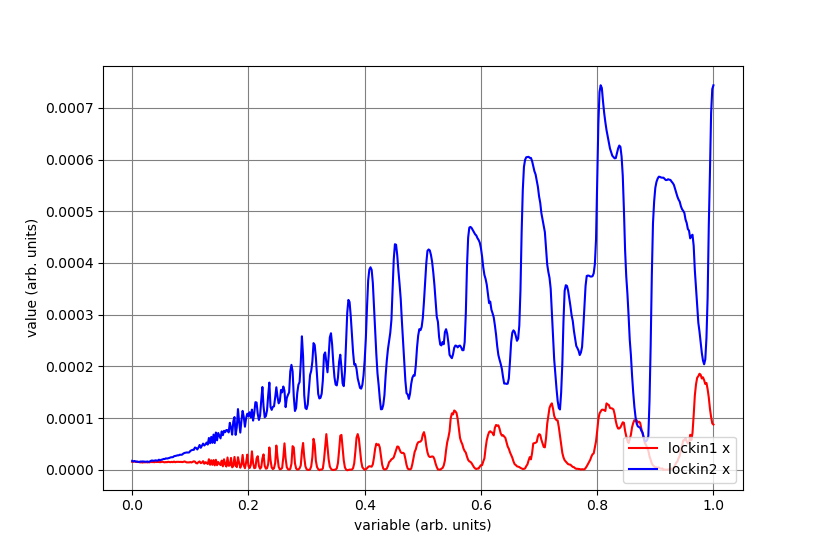 0.0007
0.0006
0.0005
0.0004
0.0003
0.0002
0.0001
0.0000
value (arb. units)
lockin1 x
lockin2 x
0.0 0.2 0.4 0.6 0.8 1.0
variable (arb. units)